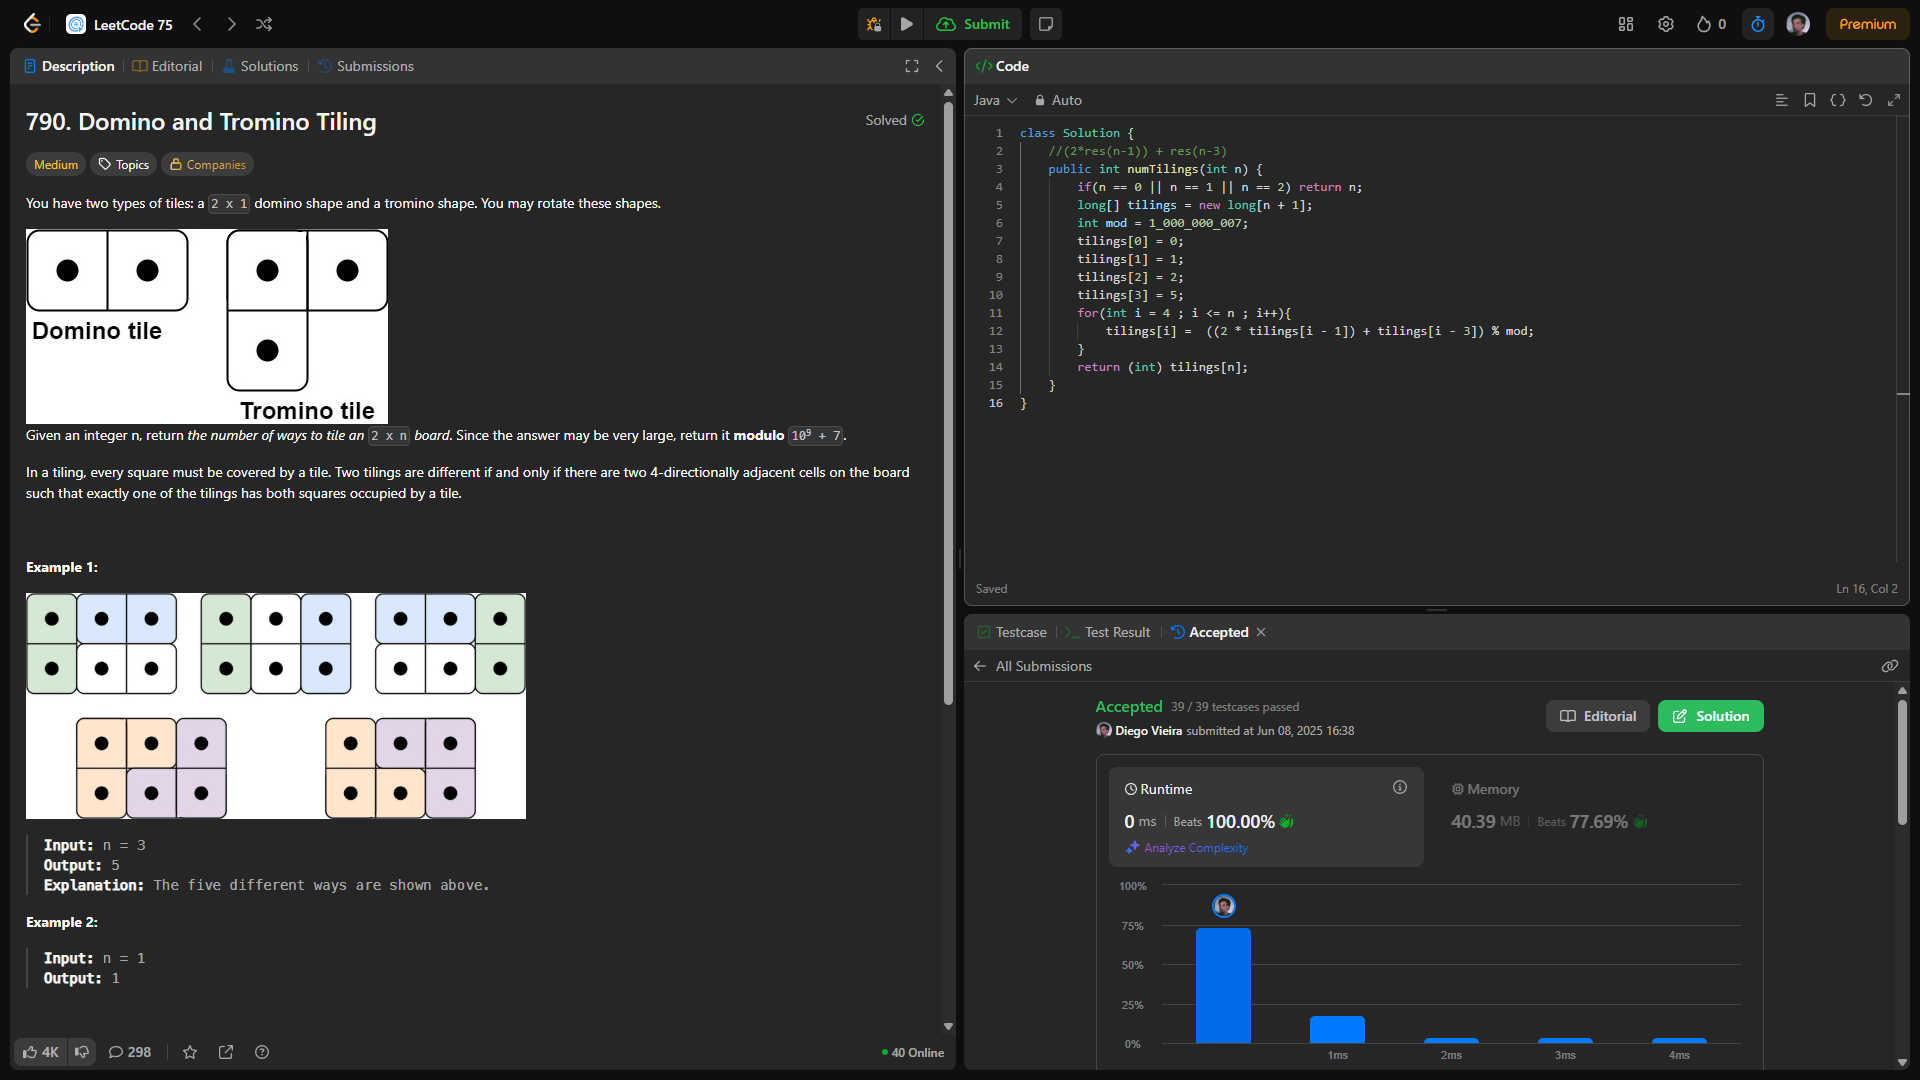 LeetCode 75
Submit
0
Premium
Description
Editorial
Solutions
Submissions
790. Domino and Tromino Tiling
Solved
Medium
Topics
Companies
You have two types of tiles: a 2 x 1 domino shape and a tromino shape. You may rotate these shapes.
Domino tile
Tromino tile
Given an integer n, return the number of ways to tile an 2 x n board. Since the answer may be very large, return it modulo 10⁹ + 7.
In a tiling, every square must be covered by a tile. Two tilings are different if and only if there are two 4-directionally adjacent cells on the board
such that exactly one of the tilings has both squares occupied by a tile.
Example 1:
Input: n = 3
Output: 5
Explanation: The five different ways are shown above.
Example 2:
Input: n = 1
Output: 1
4K
298
40 Online
</> Code
Java
Auto
1 class Solution {
2 //(2*res(n-1)) + res(n-3)
3 public int numTilings(int n) {
4 if(n == 0 || n == 1 || n == 2) return n;
5 long[] tilings = new long[n + 1];
6 int mod = 1_000_000_007;
7 tilings[0] = 0;
8 tilings[1] = 1;
9 tilings[2] = 2;
10 tilings[3] = 5;
11 for(int i = 4 ; i <= n ; i++){
12 tilings[i] =  ((2 * tilings[i - 1]) + tilings[i - 3]) % mod;
13 }
14 return (int) tilings[n];
15 }
16 }
Saved
Ln 16, Col 2
Testcase
Test Result
Accepted
All Submissions
Accepted 39 / 39 testcases passed
Diego Vieira submitted at Jun 08, 2025 16:38
Editorial
Solution
Runtime
0 ms Beats 100.00%
Analyze Complexity
Memory
40.39 MB Beats 77.69%
100%
75%
50%
25%
0%
1ms
2ms
3ms
4ms